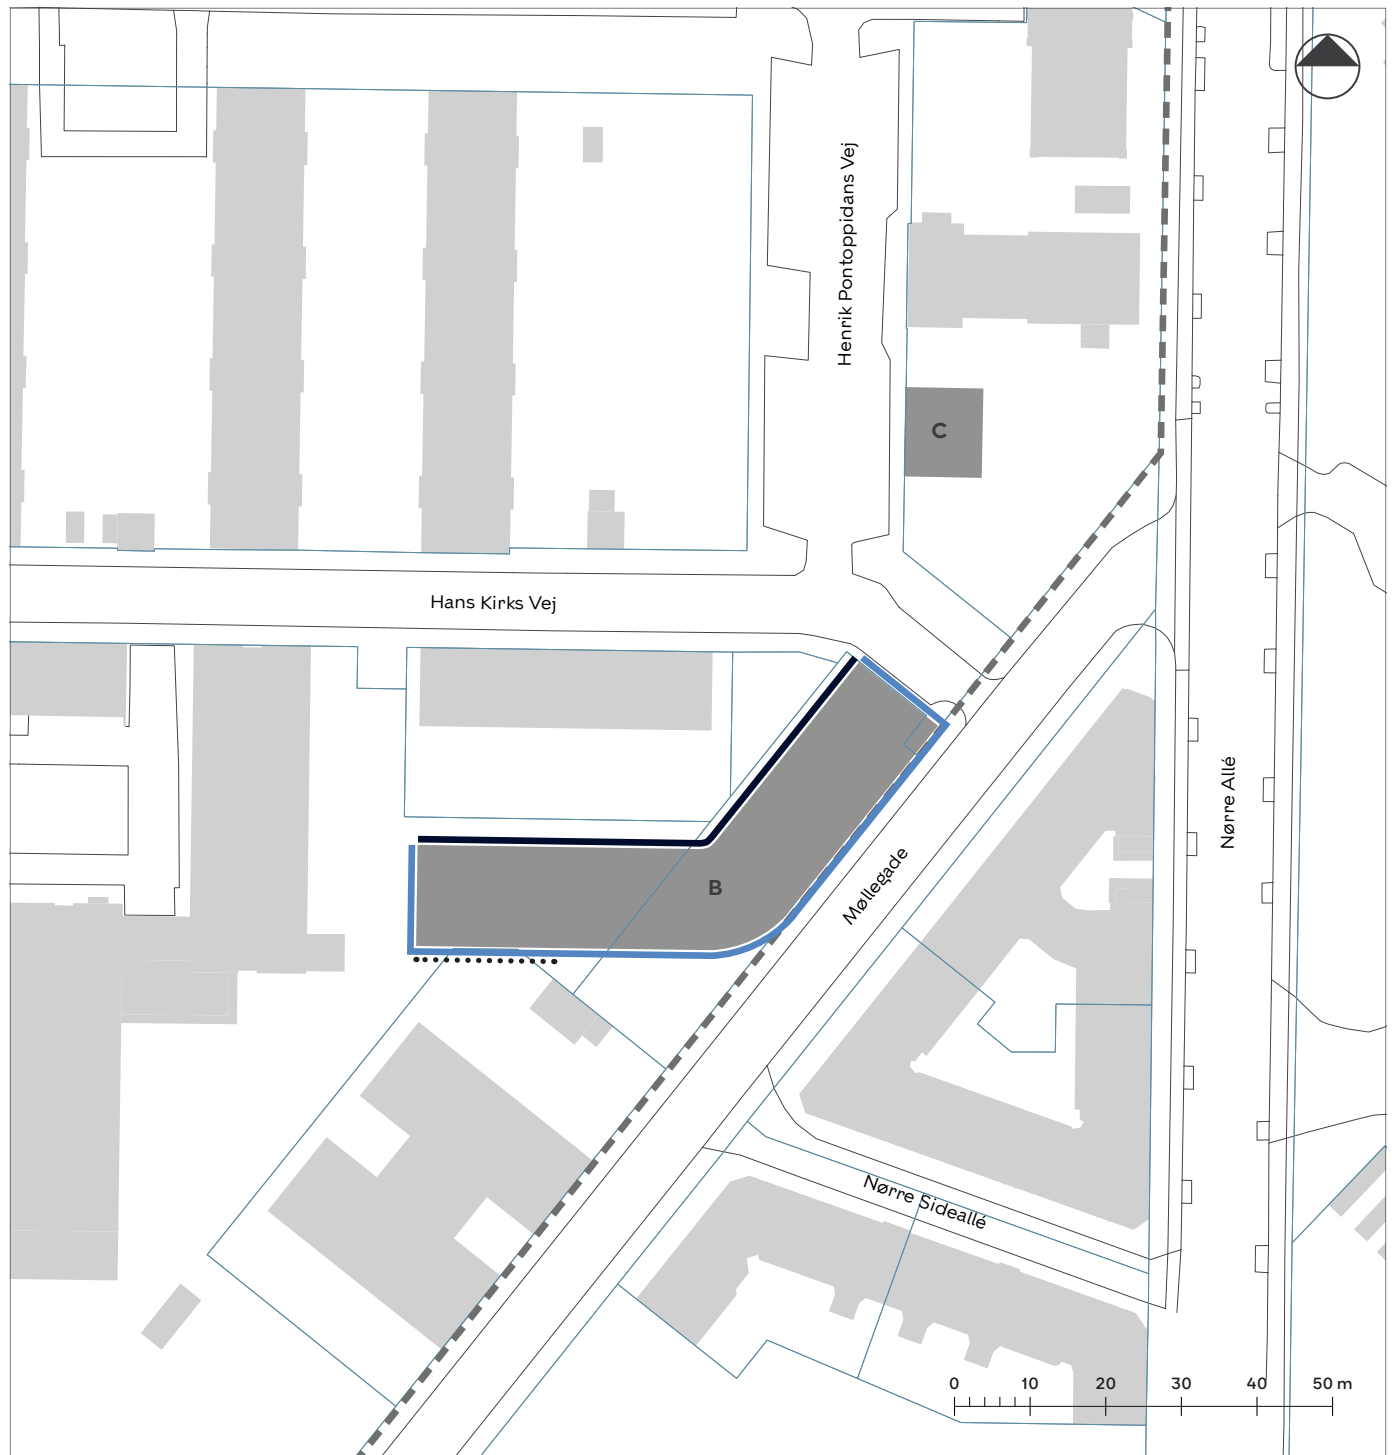 Henrik Pontoppidans Vej
C
Hans Kirks Vej
B
Møllegade
Nørre Allé
Nørre Sideallé
0 10 20 30 40 50 m